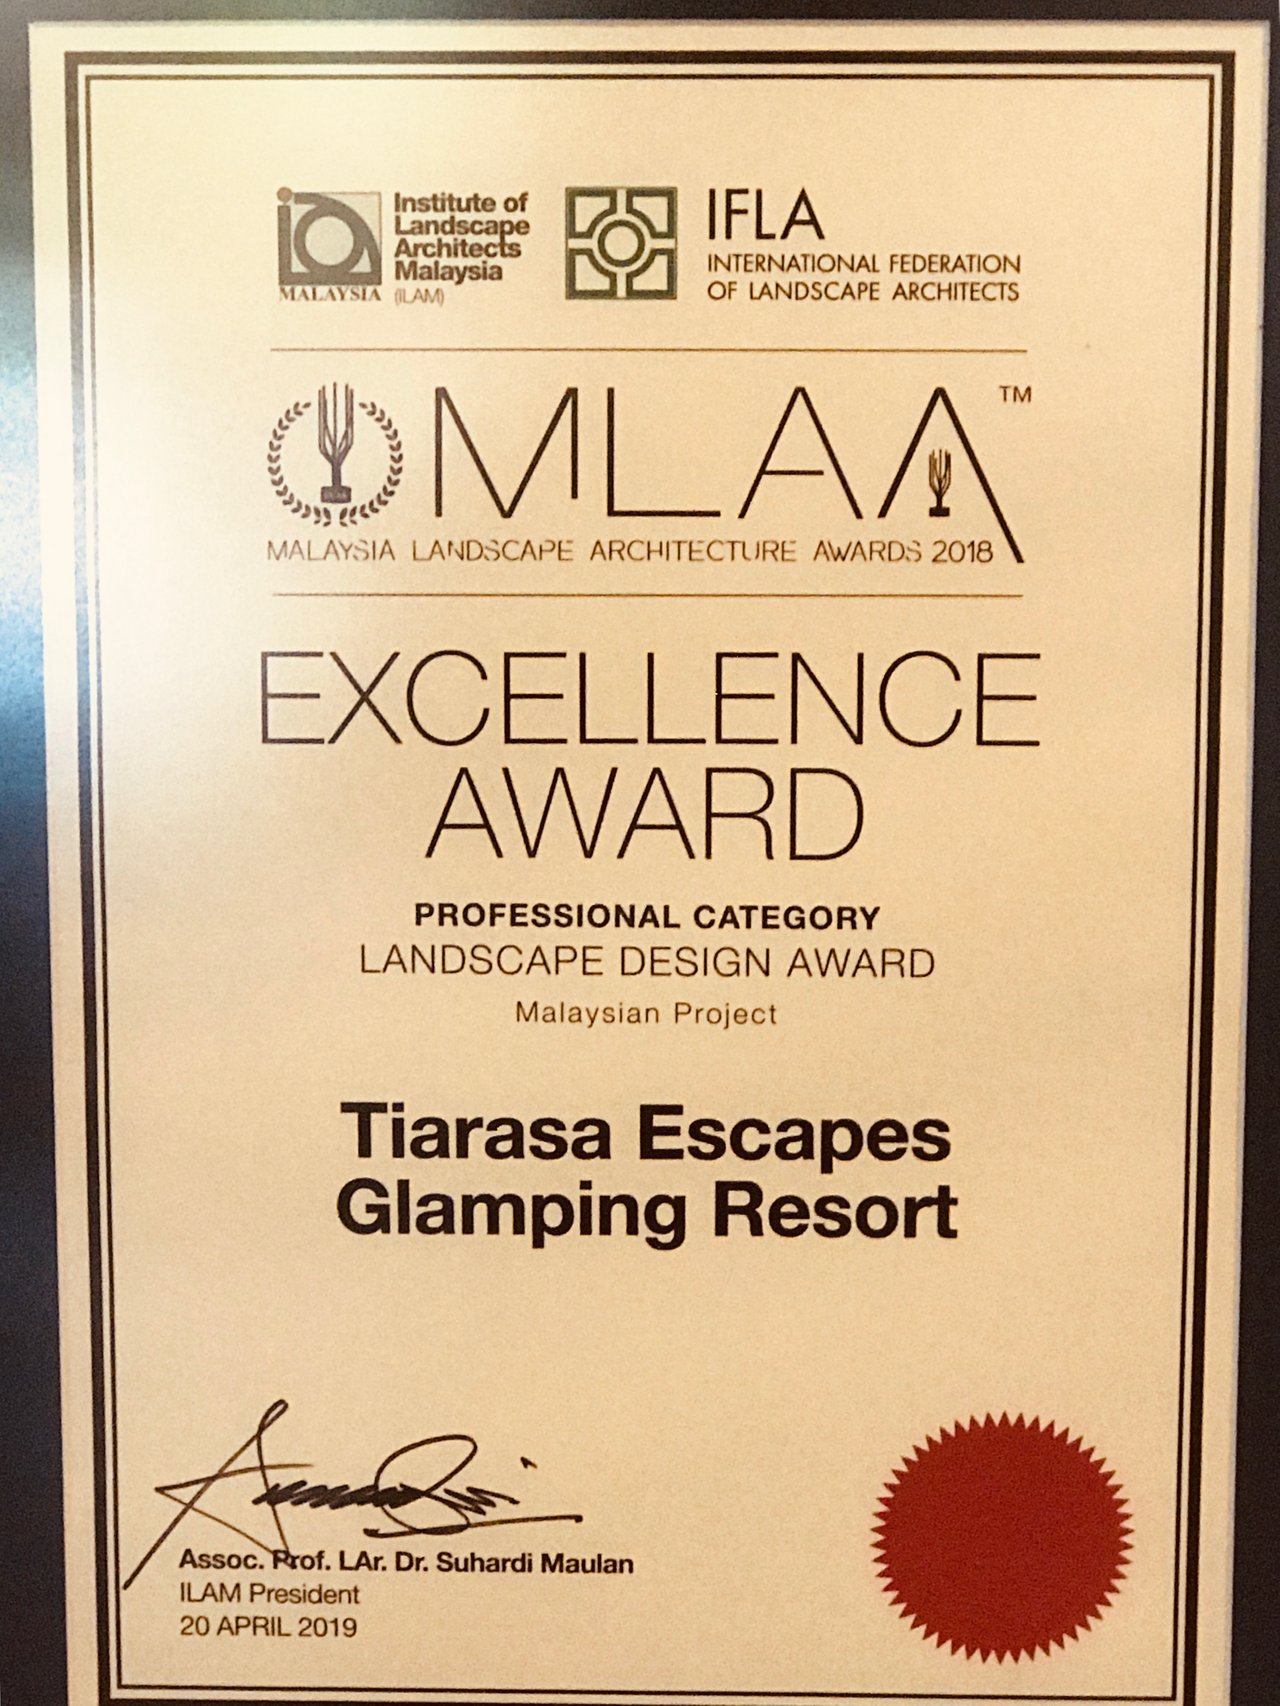 Institute of
Landscape
Architects
Malaysia
(ILAM)
MALAYSIA
IFLA
INTERNATIONAL FEDERATION
OF LANDSCAPE ARCHITECTS
MLAA™
MALAYSIA LANDSCAPE ARCHITECTURE AWARDS 2018
EXCELLENCE
AWARD
PROFESSIONAL CATEGORY
LANDSCAPE DESIGN AWARD
Malaysian Project
Tiarasa Escapes
Glamping Resort
Assoc. Prof. LAr. Dr. Suhardi Maulan
ILAM President
20 APRIL 2019